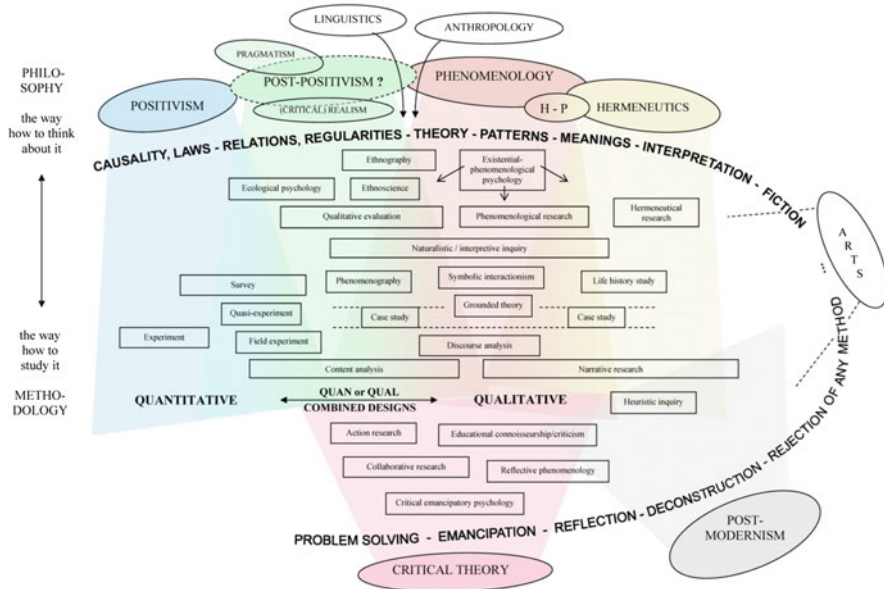 LINGUISTICS
ANTHROPOLOGY
PRAGMATISM
PHILO-
SOPHY
POST-POSITIVISM ?
PHENOMENOLOGY
POSITIVISM
(CRITICAL) REALISM
H - P
HERMENEUTICS
the way
how to think
about it
CAUSALITY, LAWS - RELATIONS, REGULARITIES - THEORY - PATTERNS - MEANINGS - INTERPRETATION - FICTION
Ethnography
Existential-
phenomenological
psychology
Ecological psychology
Ethnoscience
Qualitative evaluation
Phenomenological research
Hermeneutical
research
ARTS
Naturalistic / interpretive inquiry
Survey
Phenomenography
Symbolic interactionism
Life history study
Quasi-experiment
Case study
Grounded theory
Case study
the way
how to
study it
Experiment
Field experiment
Discourse analysis
Content analysis
Narrative research
METHO-
DOLOGY
QUANTITATIVE
QUAN or QUAL
COMBINED DESIGNS
QUALITATIVE
Heuristic inquiry
Action research
Educational connoisseurship/criticism
Collaborative research
Reflective phenomenology
Critical emancipatory psychology
PROBLEM SOLVING - EMANCIPATION - REFLECTION - DECONSTRUCTION - REJECTION OF ANY METHOD
POST-
MODERNISM
CRITICAL THEORY